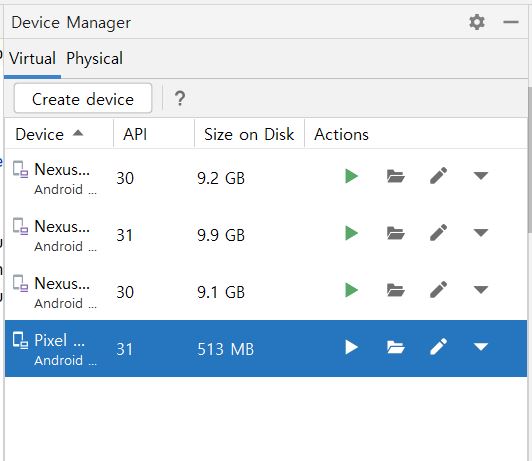 Device Manager
Virtual Physical
Create device ?
Device API Size on Disk Actions
Nexus... 30 9.2 GB
Android ...
Nexus... 31 9.9 GB
Android ...
Nexus... 30 9.1 GB
Android ...
Pixel ... 31 513 MB
Android ...